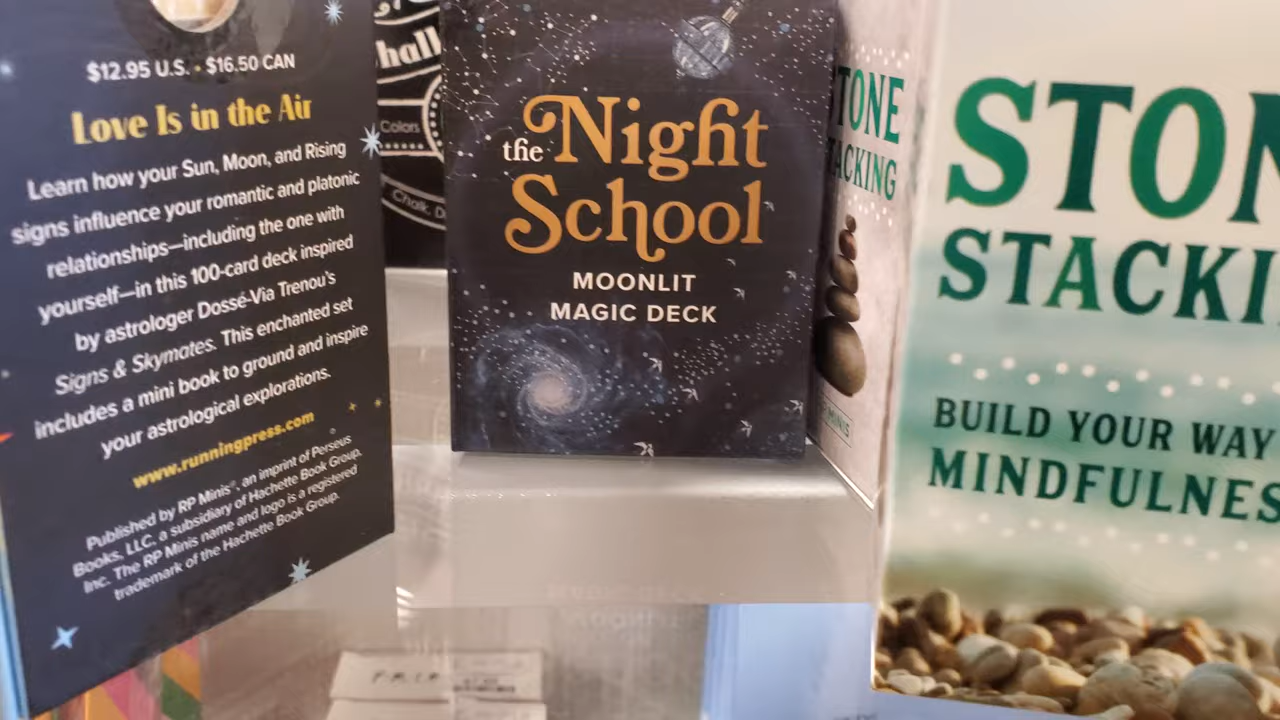 $12.95 U.S. • $16.50 CAN
Love Is in the Air
Learn how your Sun, Moon, and Rising
signs influence your romantic and platonic
relationships—including the one with
yourself—in this 100-card deck inspired
by astrologer Dossé-Via Trenou's
Signs & Skymates. This enchanted set
includes a mini book to ground and inspire
your astrological explorations.
www.runningpress.com
Published by RP Minis®, an imprint of Perseus
Books, LLC, a subsidiary of Hachette Book Group,
Inc. The RP Minis name and logo is a registered
trademark of the Hachette Book Group.
hall
Colors
Chalk, D
the Night
School
MOONLIT
MAGIC DECK
TONE
TACKING
MINIS
STON
STACKI
BUILD YOUR WAY
MINDFULNES